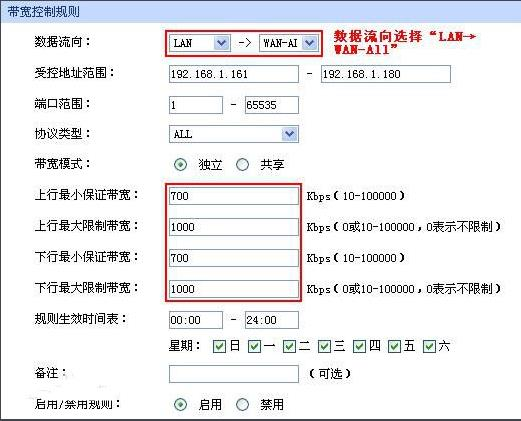 带宽控制规则
数据流向： LAN -> WAN-Al 数据流向选择“LAN→
WAN-All”
受控地址范围： 192.168.1.161 - 192.168.1.180
端口范围： 1 - 65535
协议类型： ALL
带宽模式： 独立 共享
上行最小保证带宽： 700 Kbps（10-100000）
上行最大限制带宽： 1000 Kbps（0或10-100000，0表示不限制）
下行最小保证带宽： 700 Kbps（10-100000）
下行最大限制带宽： 1000 Kbps（0或10-100000，0表示不限制）
规则生效时间表： 00:00 - 24:00
星期： 日 一 二 三 四 五 六
备注： （可选）
启用/禁用规则： 启用 禁用